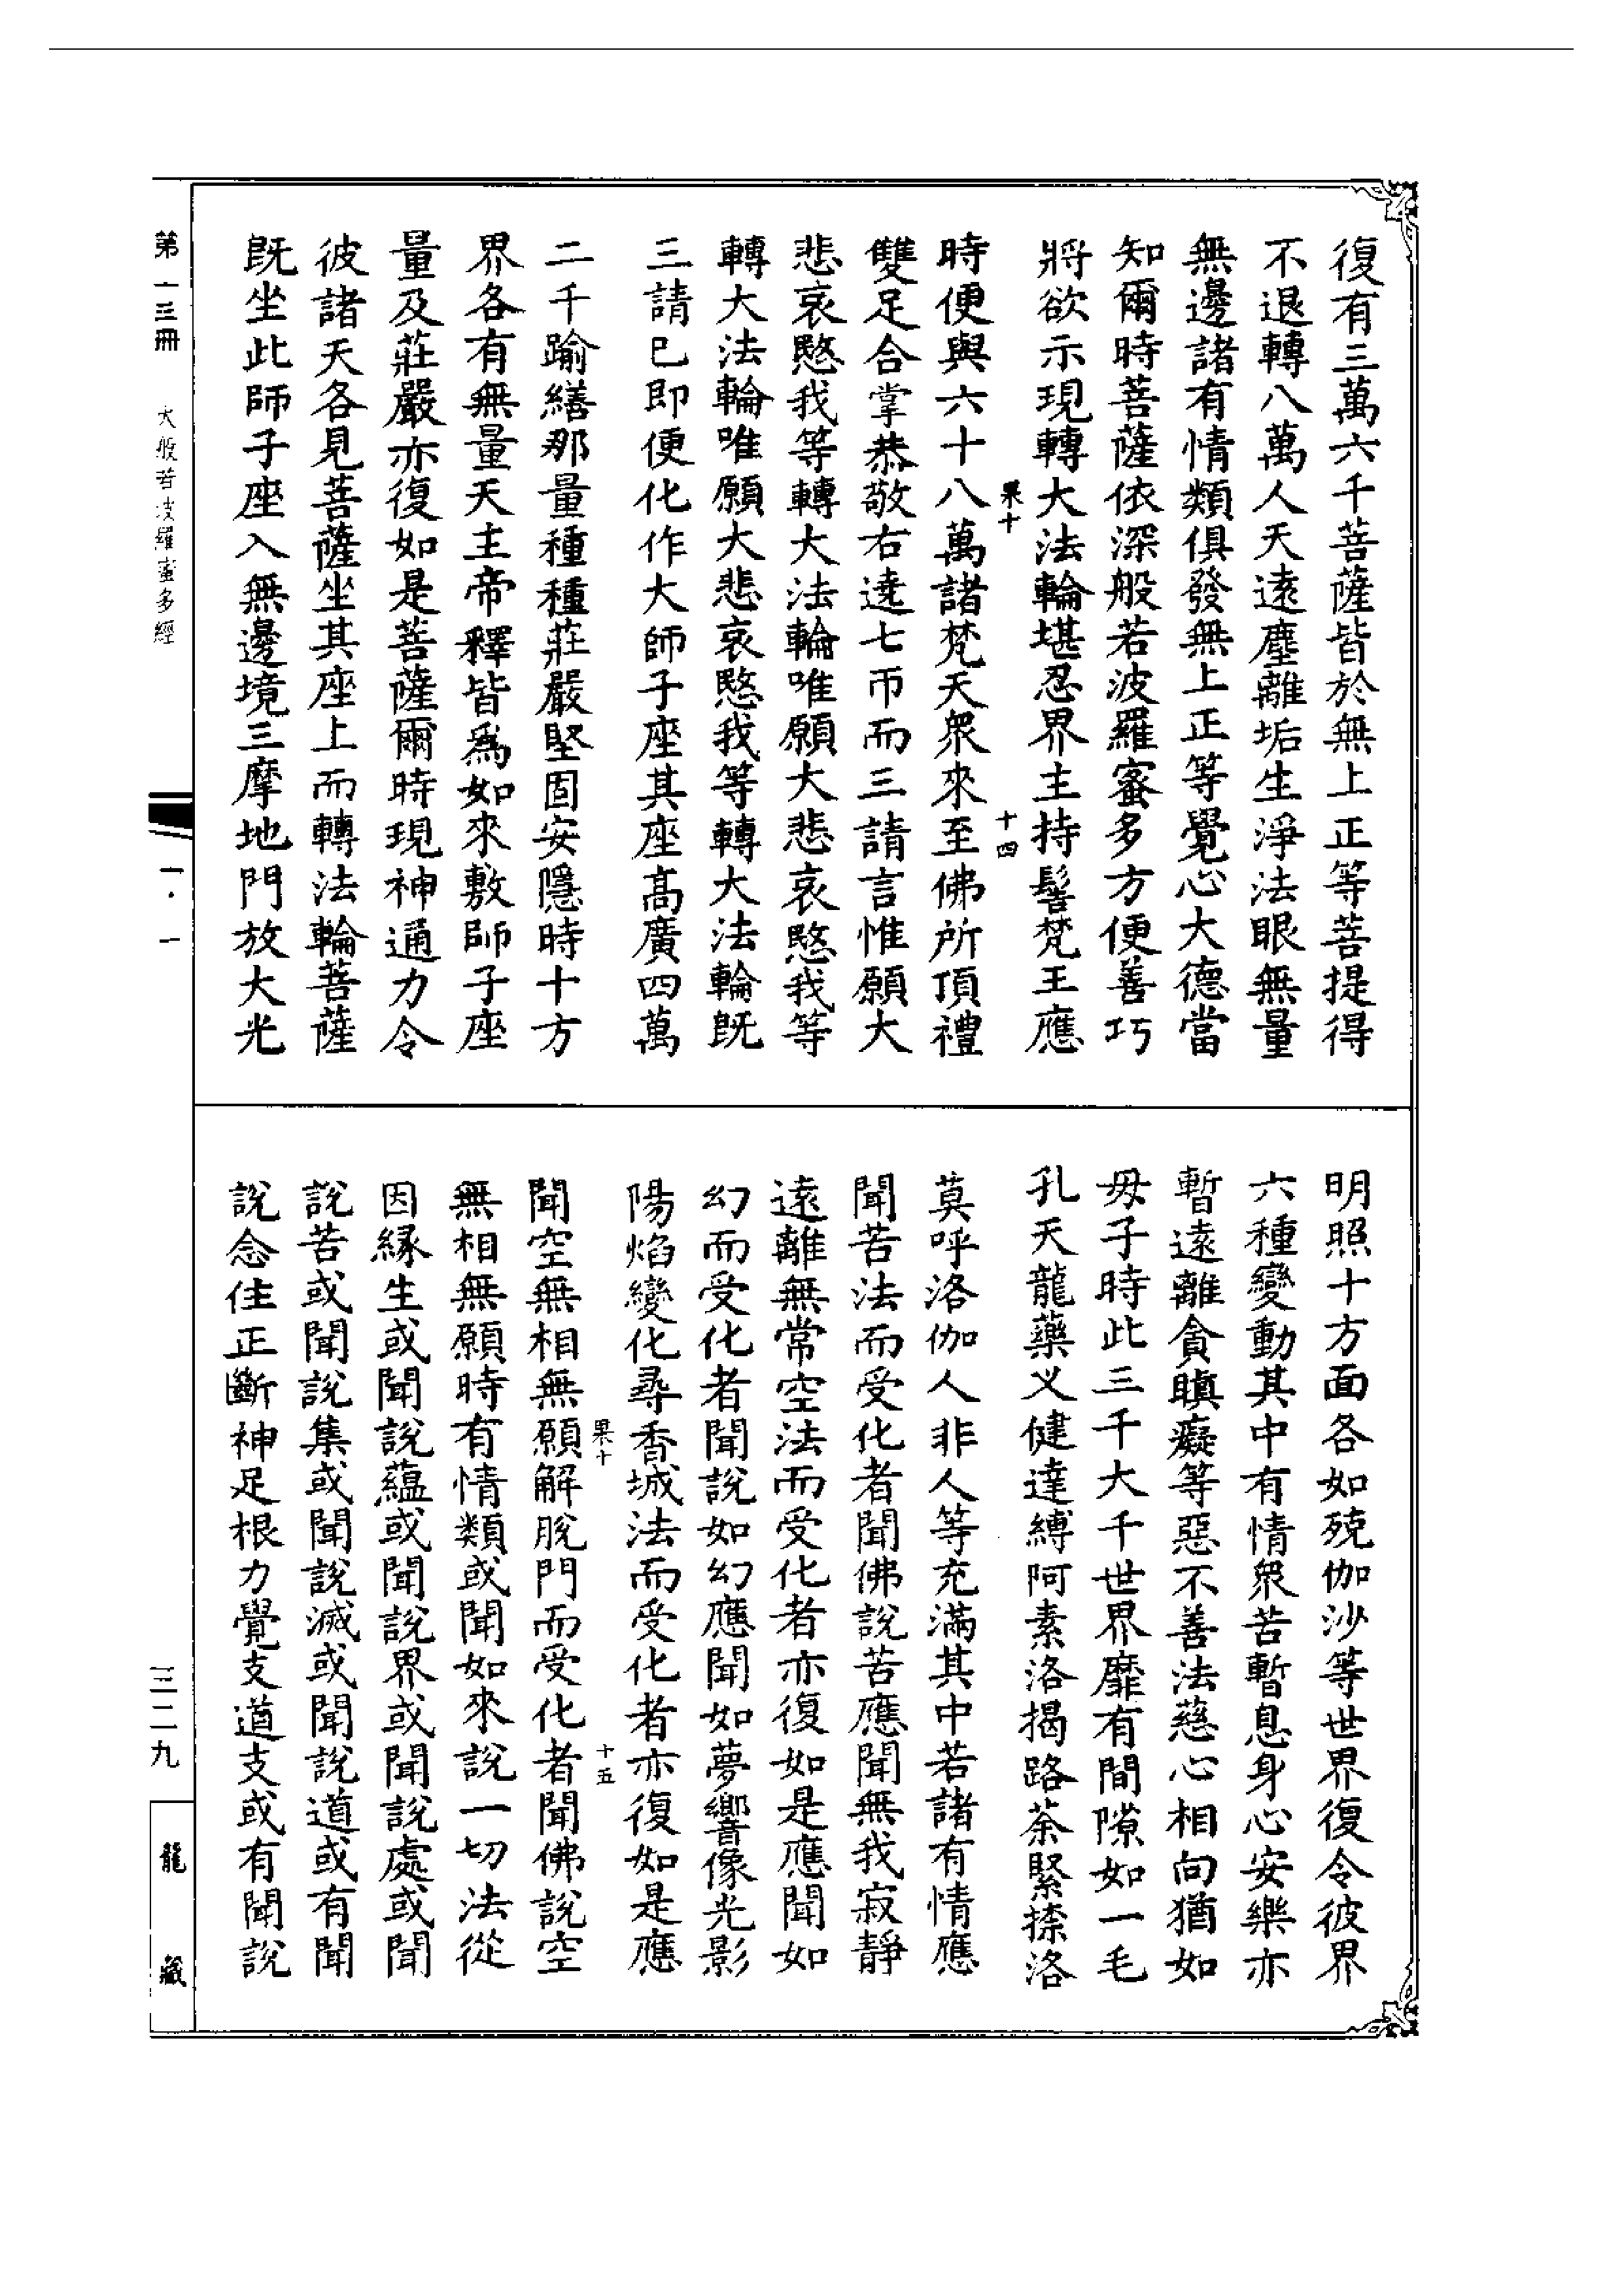 復有三萬六千菩薩皆於無上正等菩提得
不退轉八萬人天遠塵離垢生淨法眼無量
無邊諸有情類俱發無上正等覺心大德當
知爾時菩薩依深般若波羅蜜多方便善巧
將欲示現轉大法輪堪忍界主持髻梵王應
果十
十四
時便與六十八萬諸梵天衆來至佛所頂禮
雙足合掌恭敬右遶七帀而三請言惟願大
悲哀愍我等轉大法輪唯願大悲哀愍我等
轉大法輪唯願大悲哀愍我等轉大法輪旣
三請已即便化作大師子座其座高廣四萬
二千踰繕那量種種莊嚴堅固安隱時十方
界各有無量天主帝釋皆爲如來敷師子座
量及莊嚴亦復如是菩薩爾時現神通力令
彼諸天各見菩薩坐其座上而轉法輪菩薩
旣坐此師子座入無邊境三摩地門放大光
明照十方面各如殑伽沙等世界復令彼界
六種變動其中有情衆苦暫息身心安樂亦
暫遠離貪瞋癡等惡不善法慈心相向猶如
母子時此三千大千世界靡有間隙如一毛
孔天龍藥义健達縛阿素洛揭路荼緊捺洛
莫呼洛伽人非人等充滿其中若諸有情應
聞苦法而受化者聞佛說苦應聞無我寂靜
遠離無常空法而受化者亦復如是應聞如
幻而受化者聞說如幻應聞如夢響像光影
陽焰變化尋香城法而受化者亦復如是應
果十
十五
聞空無相無願解脫門而受化者聞佛說空
無相無願時有情類或聞如來說一切法從
因緣生或聞說蘊或聞說界或聞說處或聞
說苦或聞說集或聞說滅或聞說道或有聞
說念住正斷神足根力覺支道支或有聞說
第一三冊
大般若波羅蜜多經
一·一
三二九
龍藏